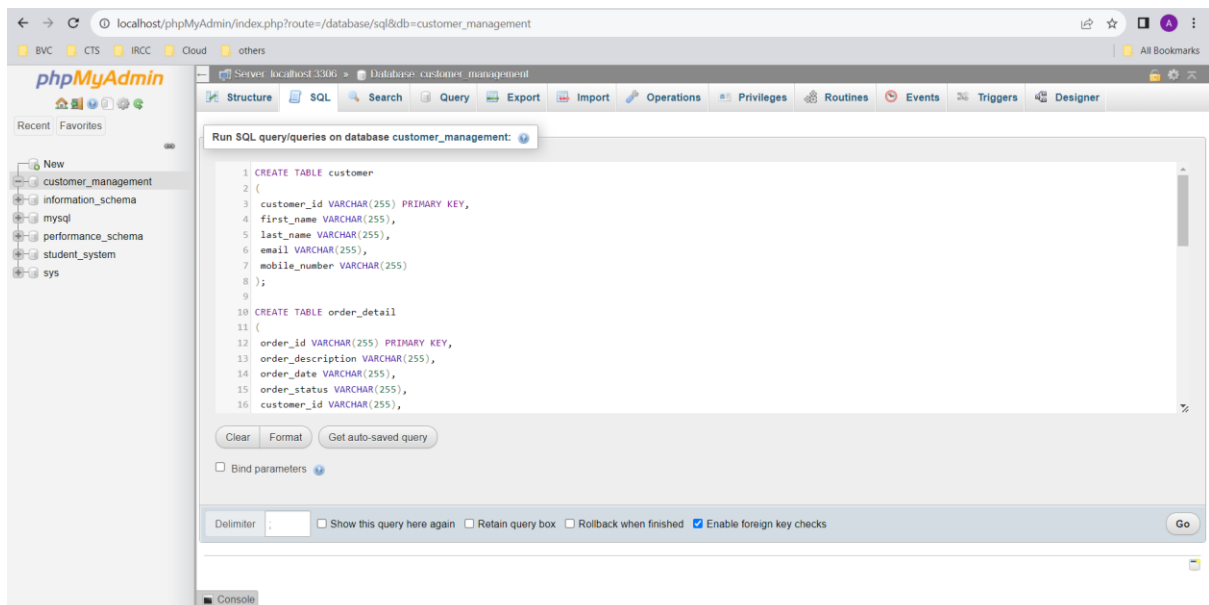 localhost/phpMyAdmin/index.php?route=/database/sql&db=customer_management
A
BVC CTS IRCC Cloud others
All Bookmarks
phpMyAdmin
Recent Favorites
New
customer_management
information_schema
mysql
performance_schema
student_system
sys
Server: localhost:3306 » Database: customer_management
Structure SQL Search Query Export Import Operations Privileges Routines Events Triggers Designer
Run SQL query/queries on database customer_management:
1 CREATE TABLE customer
2 (
3 customer_id VARCHAR(255) PRIMARY KEY,
4 first_name VARCHAR(255),
5 last_name VARCHAR(255),
6 email VARCHAR(255),
7 mobile_number VARCHAR(255)
8 );
9
10 CREATE TABLE order_detail
11 (
12 order_id VARCHAR(255) PRIMARY KEY,
13 order_description VARCHAR(255),
14 order_date VARCHAR(255),
15 order_status VARCHAR(255),
16 customer_id VARCHAR(255),
Clear Format Get auto-saved query
Bind parameters
Delimiter ; Show this query here again Retain query box Rollback when finished Enable foreign key checks Go
Console